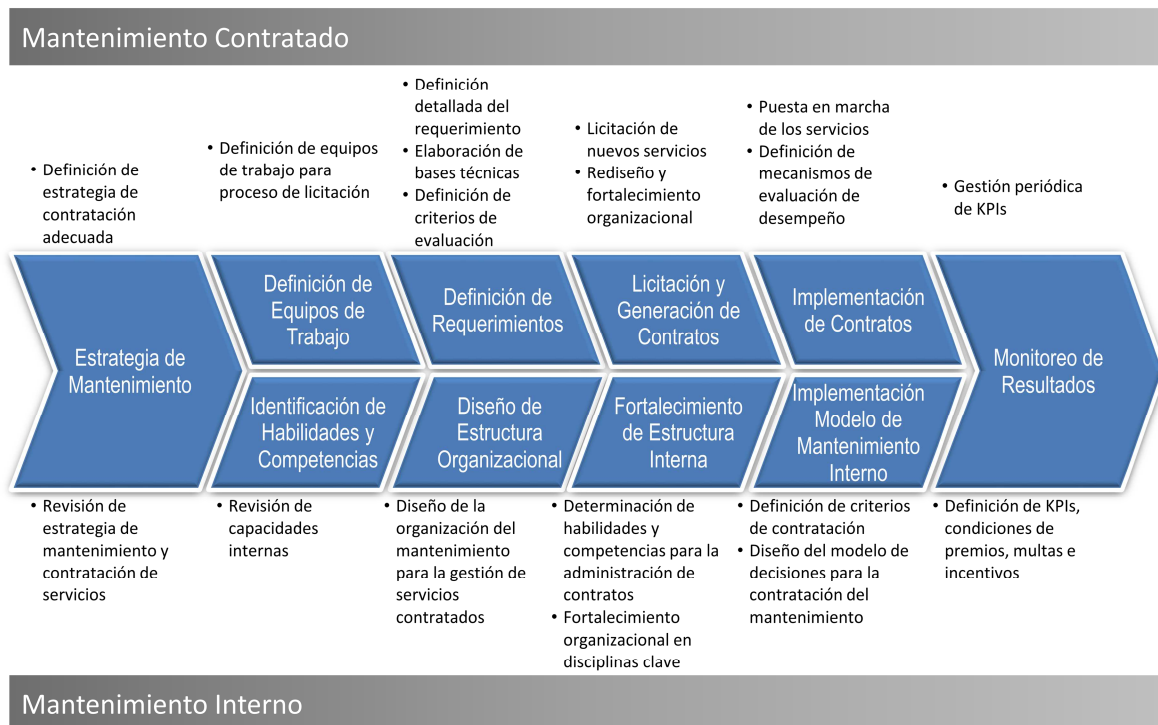 Mantenimiento Contratado
• Definición de
estrategia de
contratación
adecuada
• Definición de equipos
de trabajo para
proceso de licitación
• Definición
detallada del
requerimiento
• Elaboración de
bases técnicas
• Definición de
criterios de
evaluación
• Licitación de
nuevos servicios
• Rediseño y
fortalecimiento
organizacional
• Puesta en marcha
de los servicios
• Definición de
mecanismos de
evaluación de
desempeño
• Gestión periódica
de KPIs
Estrategia de
Mantenimiento
Definición de
Equipos de
Trabajo
Definición de
Requerimientos
Licitación y
Generación de
Contratos
Implementación
de Contratos
Monitoreo de
Resultados
Identificación de
Habilidades y
Competencias
Diseño de
Estructura
Organizacional
Fortalecimiento
de Estructura
Interna
Implementación
Modelo de
Mantenimiento
Interno
• Revisión de
estrategia de
mantenimiento y
contratación de
servicios
• Revisión de
capacidades
internas
• Diseño de la
organización del
mantenimiento
para la gestión de
servicios
contratados
• Determinación de
habilidades y
competencias para la
administración de
contratos
• Fortalecimiento
organizacional en
disciplinas clave
• Definición de criterios
de contratación
• Diseño del modelo de
decisiones para la
contratación del
mantenimiento
• Definición de KPIs,
condiciones de
premios, multas e
incentivos
Mantenimiento Interno